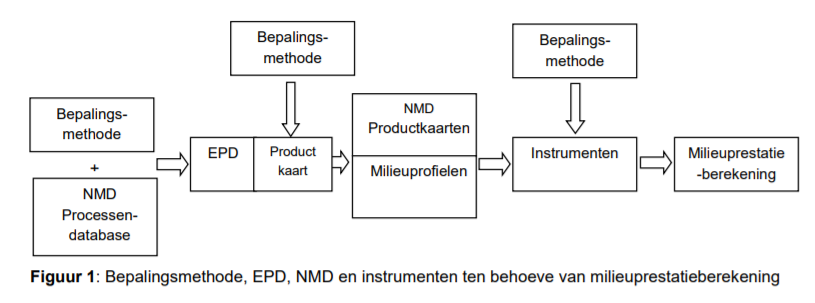 Bepalings-
methode
Bepalings-
methode
Bepalings-
methode
+
NMD
Processen-
database
EPD
Product
kaart
NMD
Productkaarten
Milieuprofielen
Instrumenten
Milieuprestatie
-berekening
Figuur 1: Bepalingsmethode, EPD, NMD en instrumenten ten behoeve van milieuprestatieberekening